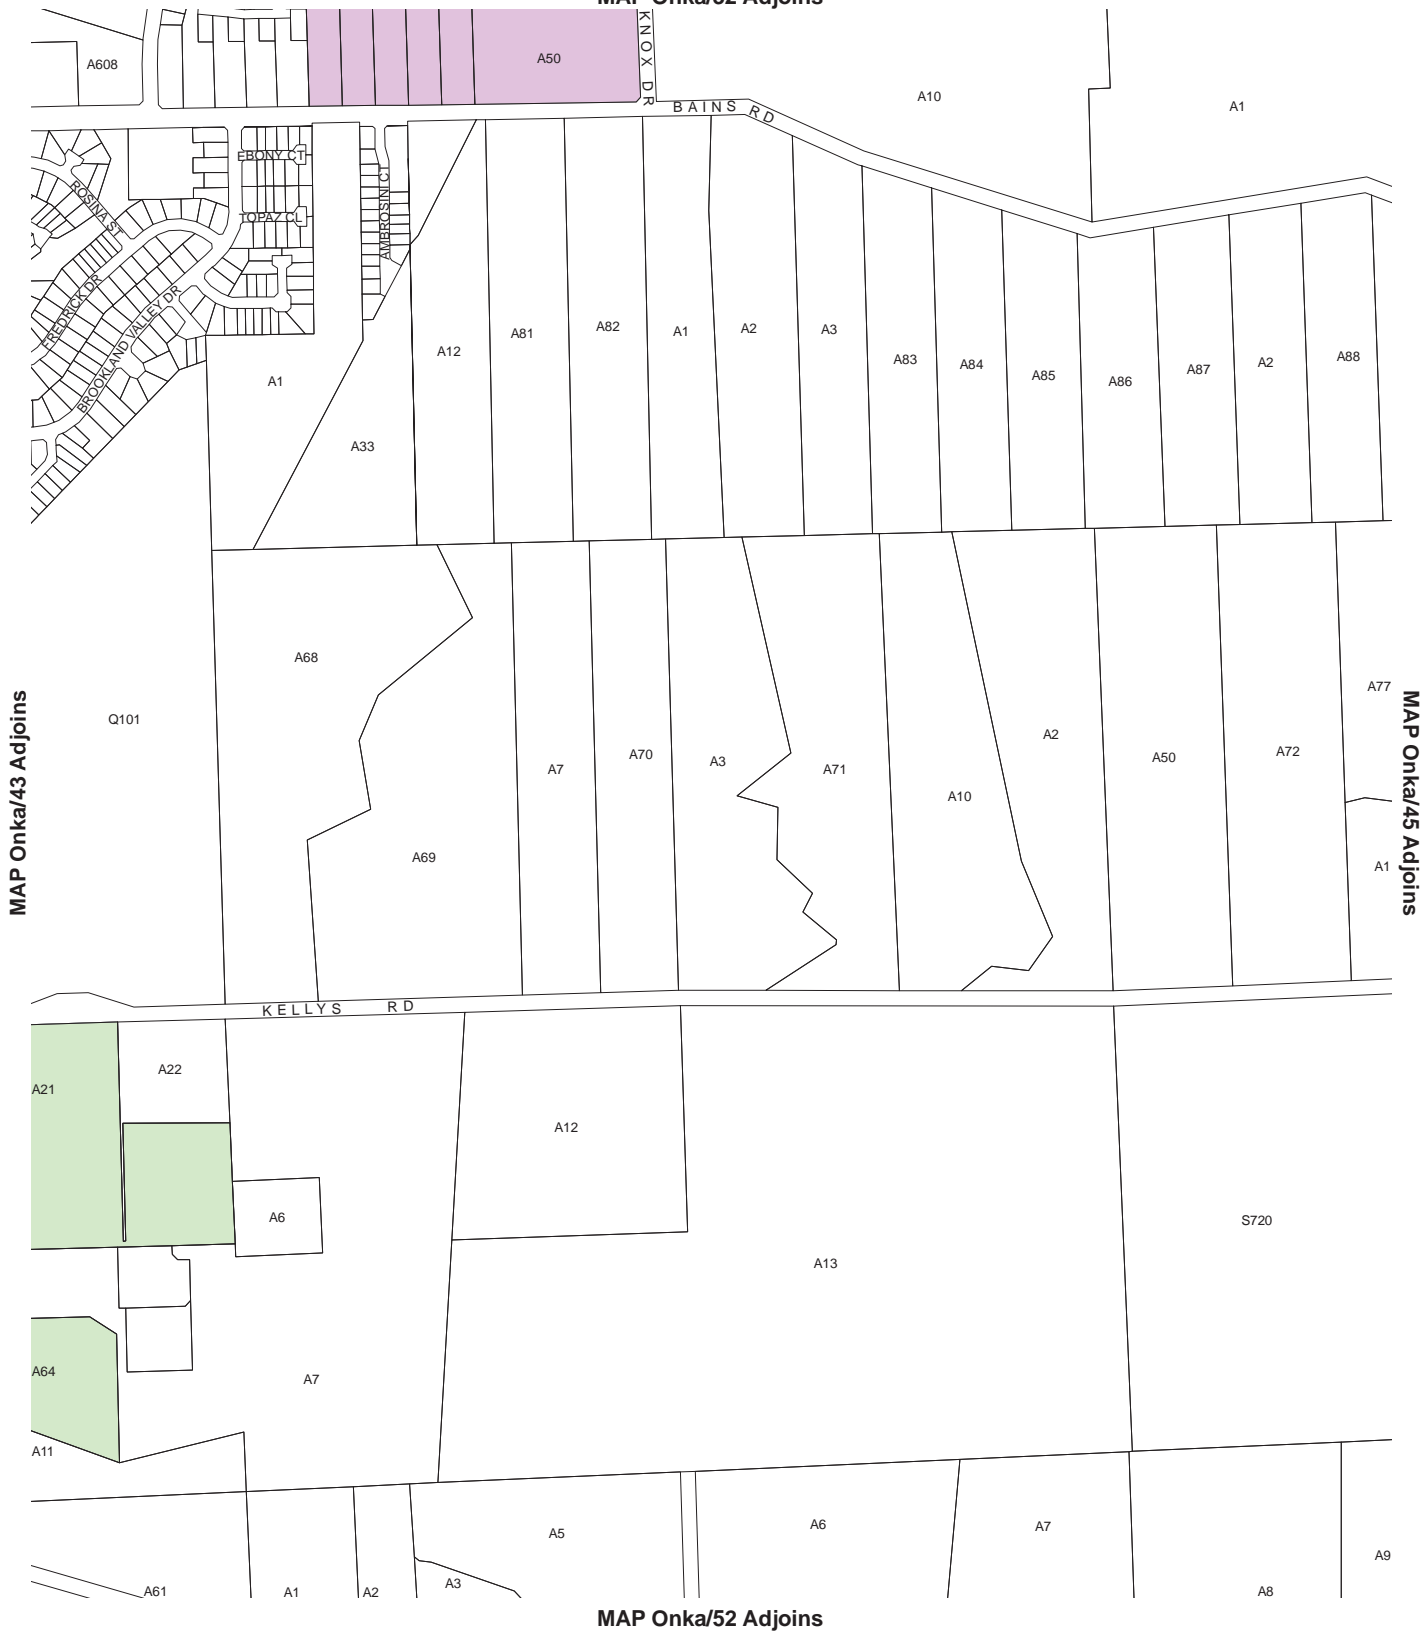 MAP Onka/32 Adjoins
KNOX DR
A608
A50
A10
A1
BAINS RD
EBONY CT
ROSINA ST
TOPAZ CL
AMBROSINI CT
FREDRICK DR
BROOKLAND VALLEY DR
A1
A33
A12
A81
A82
A1
A2
A3
A83
A84
A85
A86
A87
A2
A88
MAP Onka/43 Adjoins
Q101
A68
A69
A7
A70
A3
A71
A10
A2
A50
A72
A77
A1
MAP Onka/45 Adjoins
KELLYS RD
A21
A22
A6
A12
A13
S720
A64
A7
A11
A61
A1
A2
A3
A5
A6
A7
A8
A9
MAP Onka/52 Adjoins